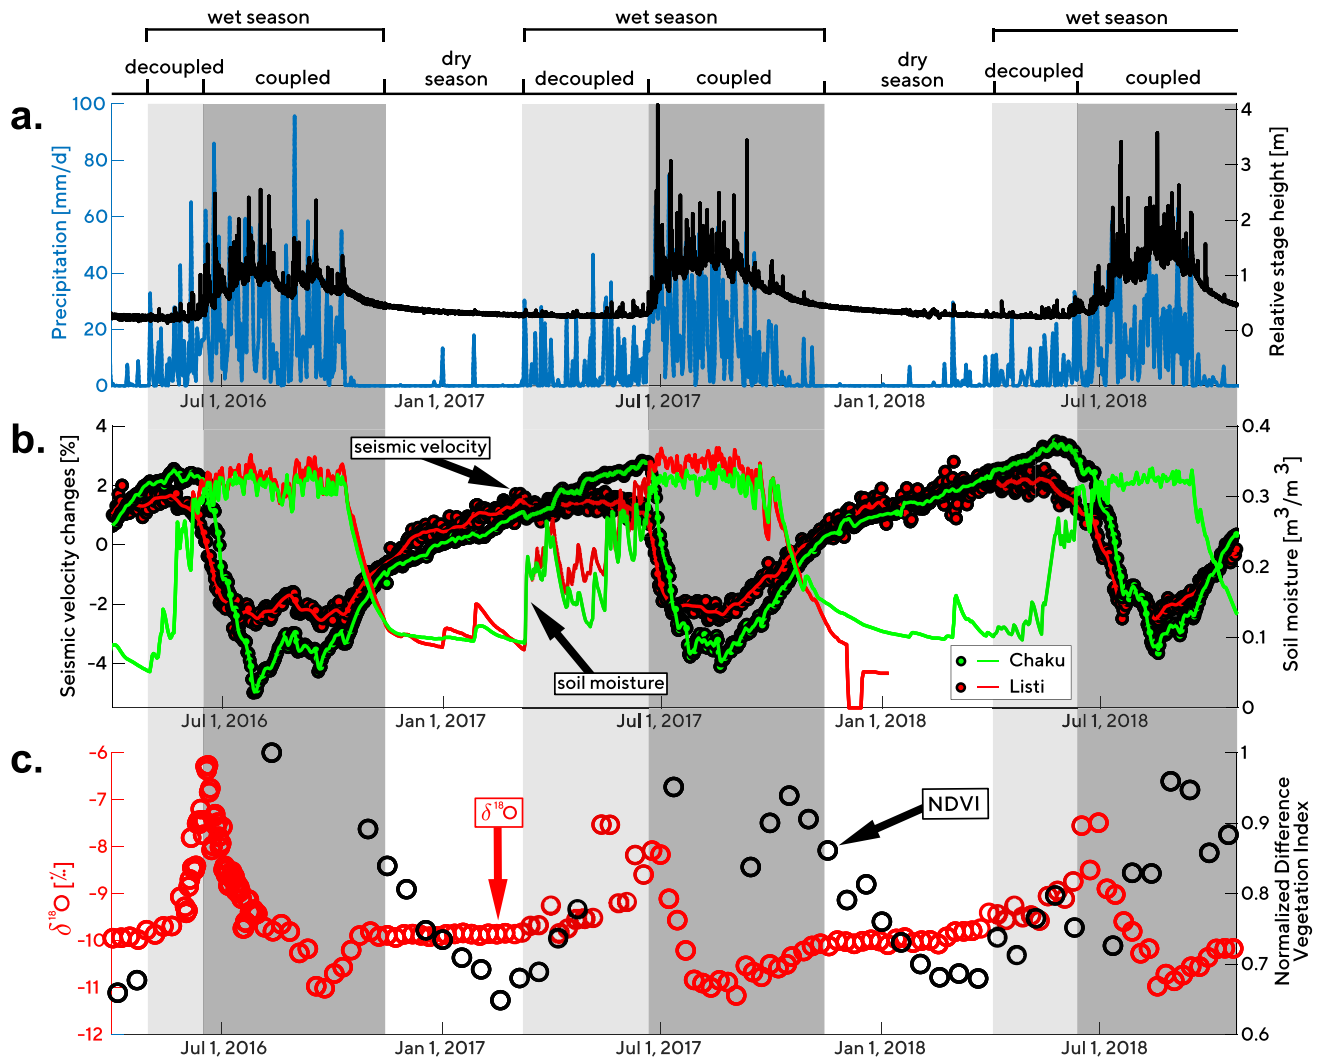 wet season
wet season
wet season
decoupled
coupled
dry
season
decoupled
coupled
dry
season
decoupled
coupled
a.
Precipitation [mm/d]
100
80
60
40
20
0
4
3
2
1
0
Relative stage height [m]
Jul 1, 2016
Jan 1, 2017
Jul 1, 2017
Jan 1, 2018
Jul 1, 2018
b.
Seismic velocity changes [%]
4
2
0
-2
-4
seismic velocity
soil moisture
Chaku
Listi
0.4
0.3
0.2
0.1
0
Soil moisture [m³/m³]
Jul 1, 2016
Jan 1, 2017
Jul 1, 2017
Jan 1, 2018
Jul 1, 2018
c.
δ¹⁸O [‰]
-6
-7
-8
-9
-10
-11
-12
δ¹⁸O
NDVI
1
0.9
0.8
0.7
0.6
Normalized Difference
Vegetation Index
Jul 1, 2016
Jan 1, 2017
Jul 1, 2017
Jan 1, 2018
Jul 1, 2018